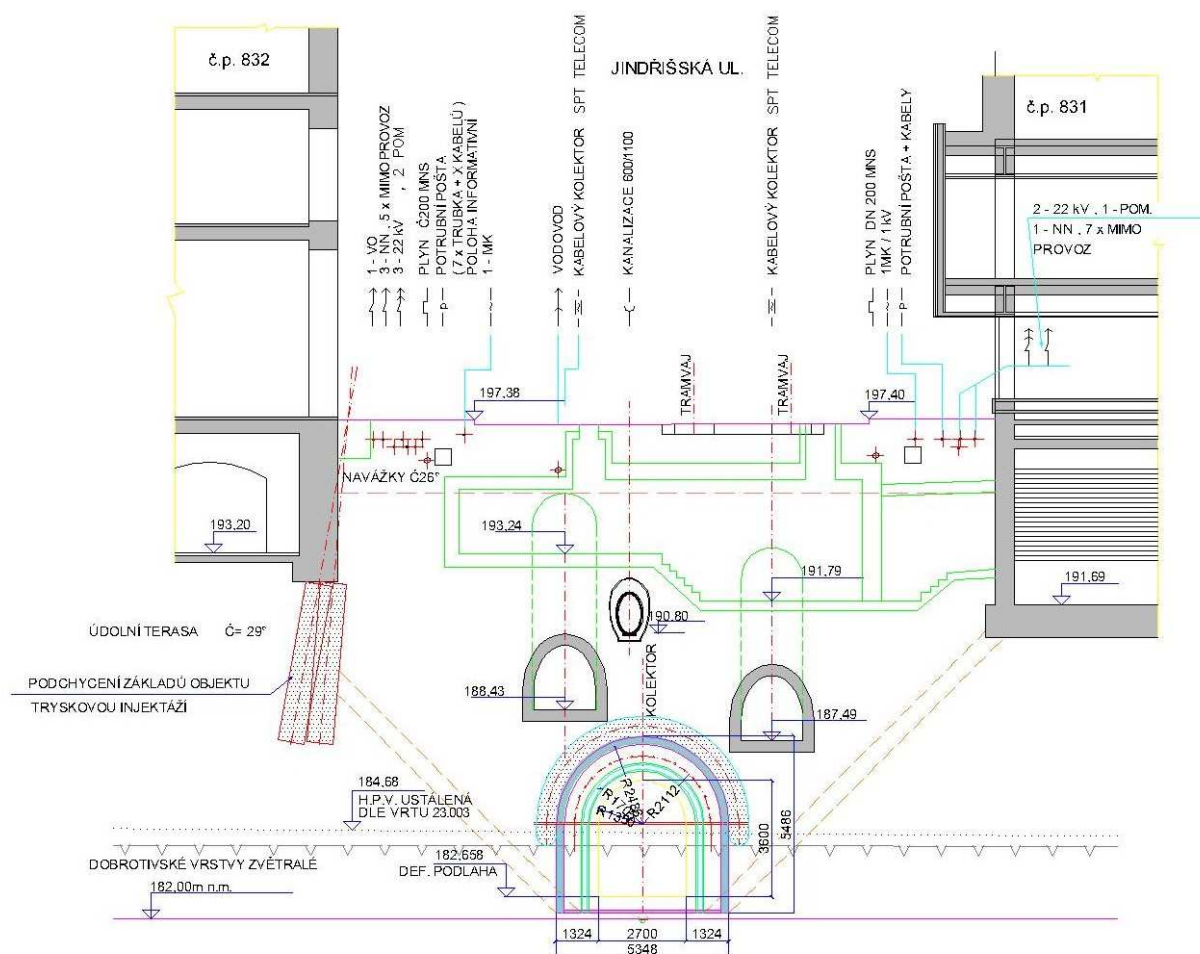 č.p. 832
JINDŘIŠSKÁ UL.
č.p. 831
1 - VO
3 - NN , 5 x MIMO PROVOZ
3 - 22 kV , 2 POM
PLYN Č200 MNS
POTRUBNÍ POŠTA
(7 x TRUBKA + X KABELŮ )
POLOHA INFORMATIVNÍ
1 - MK
VODOVOD
KABELOVÝ KOLEKTOR SPT TELECOM
KANALIZACE 600/1100
KABELOVÝ KOLEKTOR SPT TELECOM
PLYN DN 200 MNS
1MK / 1 kV
POTRUBNÍ POŠTA + KABELY
P
P
2 - 22 kV , 1 - POM.
1 - NN , 7 x MIMO
PROVOZ
TRAMVAJ
TRAMVAJ
197,38
197,40
NAVÁŽKY Č26°
193,20
193,24
191,79
191,69
190,80
ÚDOLNÍ TERASA Č= 29°
PODCHYCENÍ ZÁKLADŮ OBJEKTU
TRYSKOVOU INJEKTÁŽÍ
188,43
KOLEKTOR
187,49
184,68
H.P.V. USTÁLENÁ
DLE VRTU 23.003
R2112
3600
5486
DOBROTIVSKÉ VRSTVY ZVĚTRALÉ
182,658
DEF. PODLAHA
182,00m n.m.
1324
2700
1324
5348